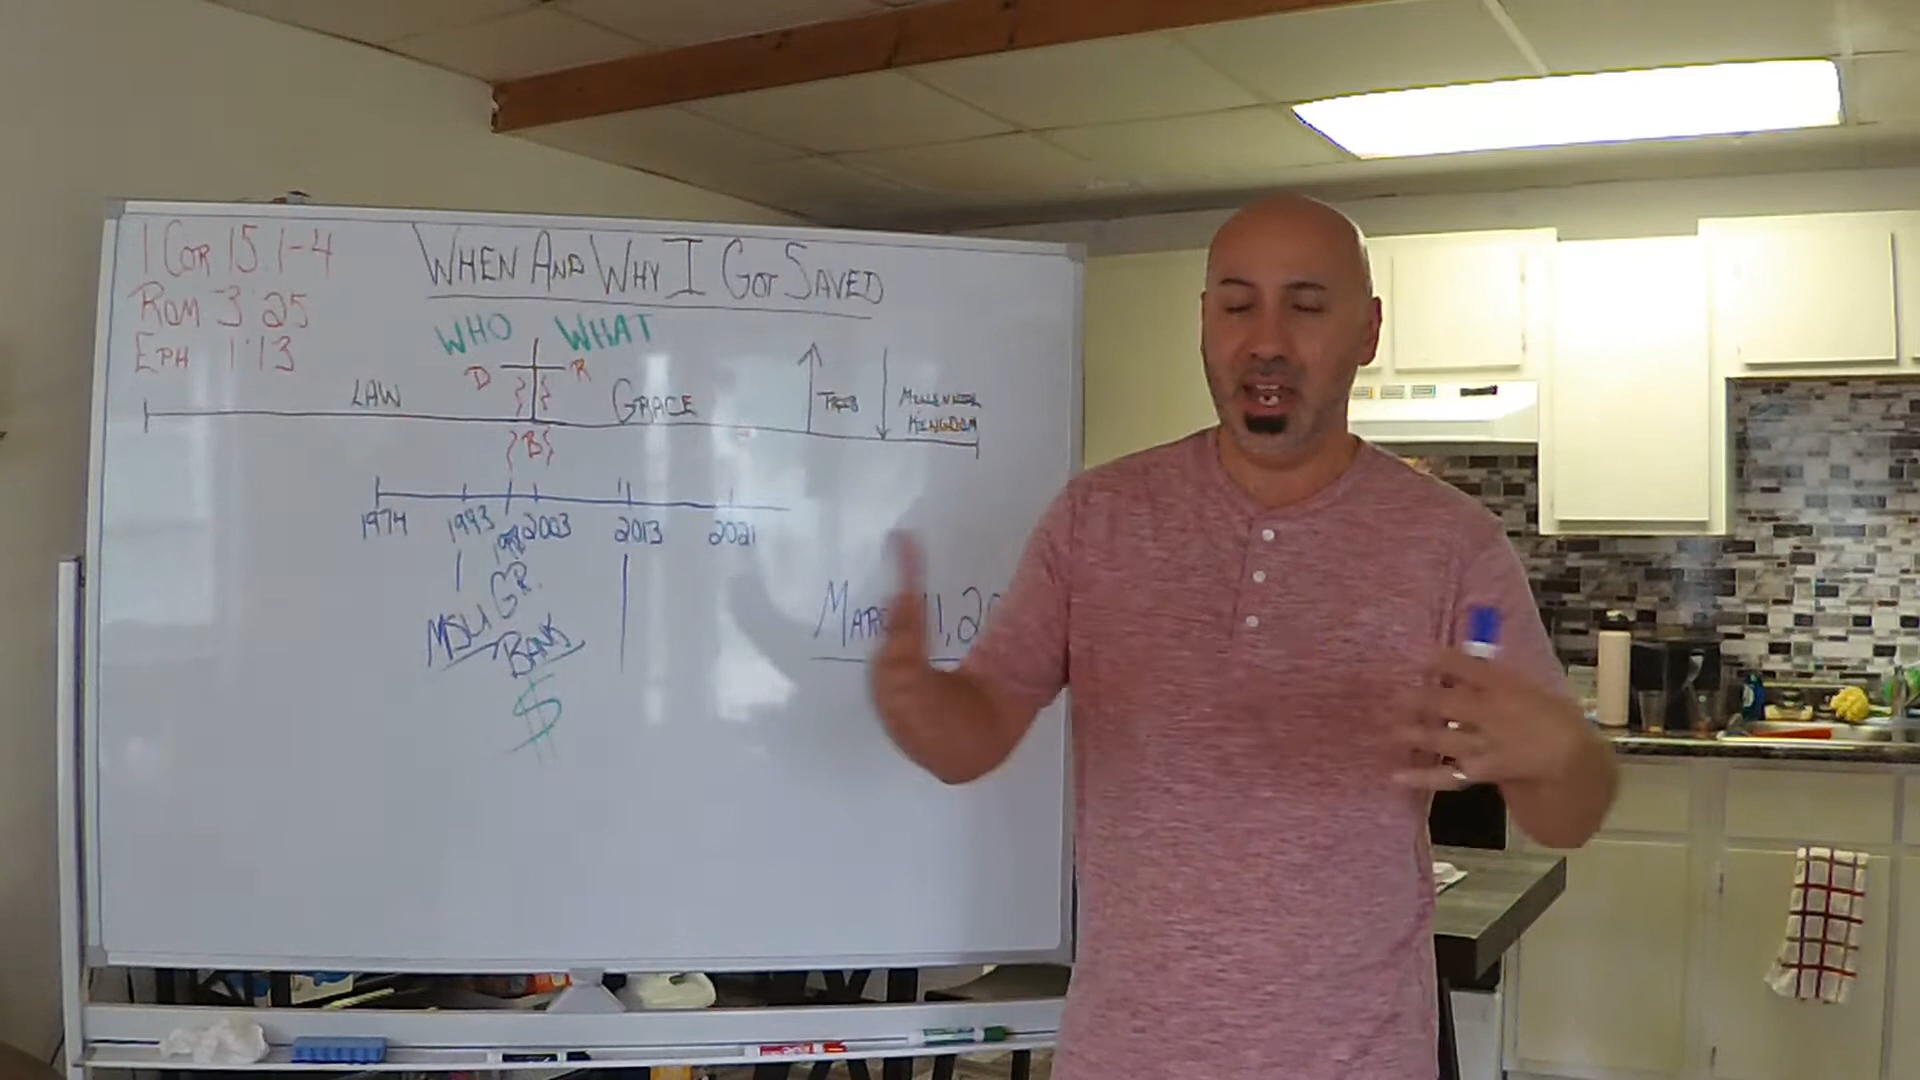 1 COR 15:1-4
ROM 3:25
EPH 1:13
WHEN AND WHY I GOT SAVED
WHO WHAT
D R
LAW GRACE TRIB MILLENNIAL
KINGDOM
B
1974 1993 1998 2003 2013 2021
MSU GR.
BANK
$